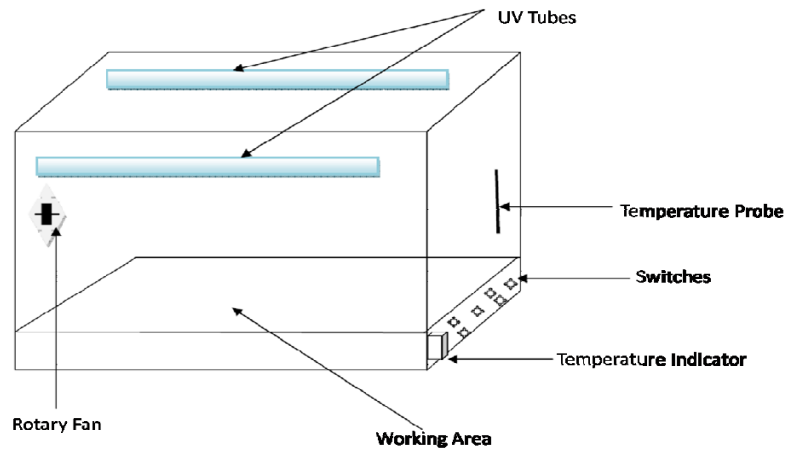 UV Tubes
Temperature Probe
Switches
Temperature Indicator
Rotary Fan
Working Area